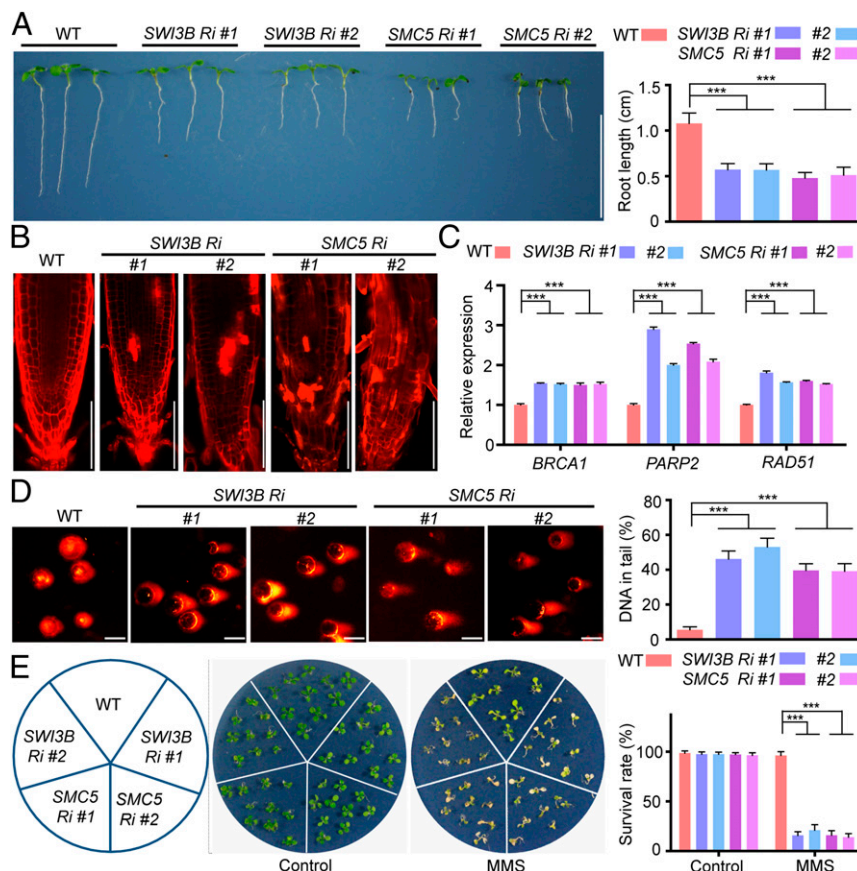 A
WT
SWI3B Ri #1
SWI3B Ri #2
SMC5 Ri #1
SMC5 Ri #2
WT SWI3B Ri #1 #2
SMC5 Ri #1 #2
Root length (cm)
1.5
1.0
0.5
0
***
***
B
WT
SWI3B Ri
#1 #2
SMC5 Ri
#1 #2
C
WT SWI3B Ri #1 #2 SMC5 Ri #1 #2
Relative expression
4
3
2
1
0
***
***
***
***
***
***
BRCA1 PARP2 RAD51
D
WT
SWI3B Ri
#1 #2
SMC5 Ri
#1 #2
DNA in tail (%)
80
60
40
20
0
***
***
WT SWI3B Ri #1 #2
SMC5 Ri #1 #2
E
WT
SWI3B
Ri #2
SWI3B
Ri #1
SMC5
Ri #1
SMC5
Ri #2
Control
MMS
Survival rate (%)
100
50
0
***
***
Control MMS